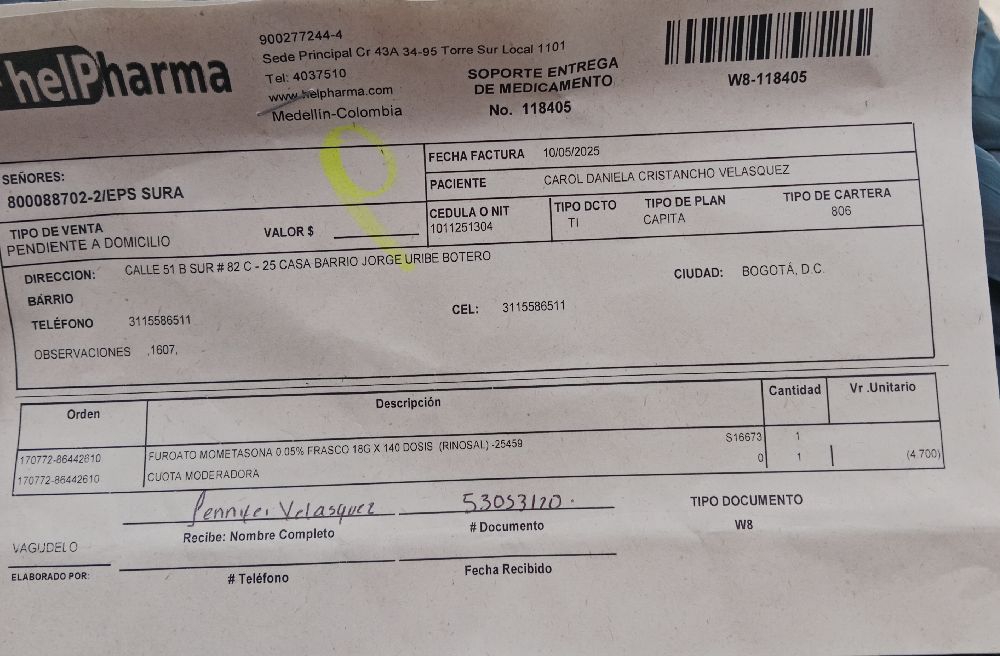 helPharma
900277244-4
Sede Principal Cr 43A 34-95 Torre Sur Local 1101
Tel: 4037510
www.helpharma.com
Medellín-Colombia
SOPORTE ENTREGA
DE MEDICAMENTO
No. 118405
W8-118405
SEÑORES:
800088702-2/EPS SURA
FECHA FACTURA 10/05/2025
PACIENTE CAROL DANIELA CRISTANCHO VELASQUEZ
TIPO DE VENTA
PENDIENTE A DOMICILIO
VALOR $
CEDULA O NIT
1011251304
TIPO DCTO
TI
TIPO DE PLAN
CAPITA
TIPO DE CARTERA
806
DIRECCION: CALLE 51 B SUR # 82 C - 25 CASA BARRIO JORGE URIBE BOTERO
CIUDAD: BOGOTÁ, D.C.
BÁRRIO
TELÉFONO 3115586511
CEL: 3115586511
OBSERVACIONES ,1607,
Orden Descripción Cantidad Vr .Unitario
170772-86442610 FUROATO MOMETASONA 0.05% FRASCO 18G X 140 DOSIS (RINOSAL) -25459 S16673 1
170772-86442610 CUOTA MODERADORA 0 1 (4.700)
Jennifer Velasquez 53053120.
Recibe: Nombre Completo # Documento
TIPO DOCUMENTO
W8
VAGUDELO
ELABORADO POR:
# Teléfono Fecha Recibido